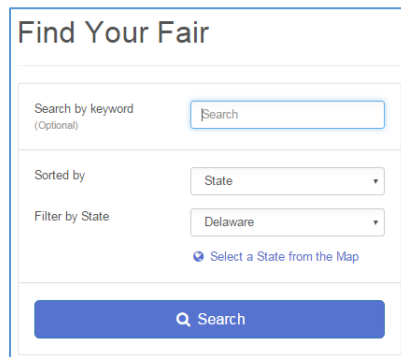 Find Your Fair
Search by keyword
(Optional)
Search
Sorted by
State
Filter by State
Delaware
Select a State from the Map
Search